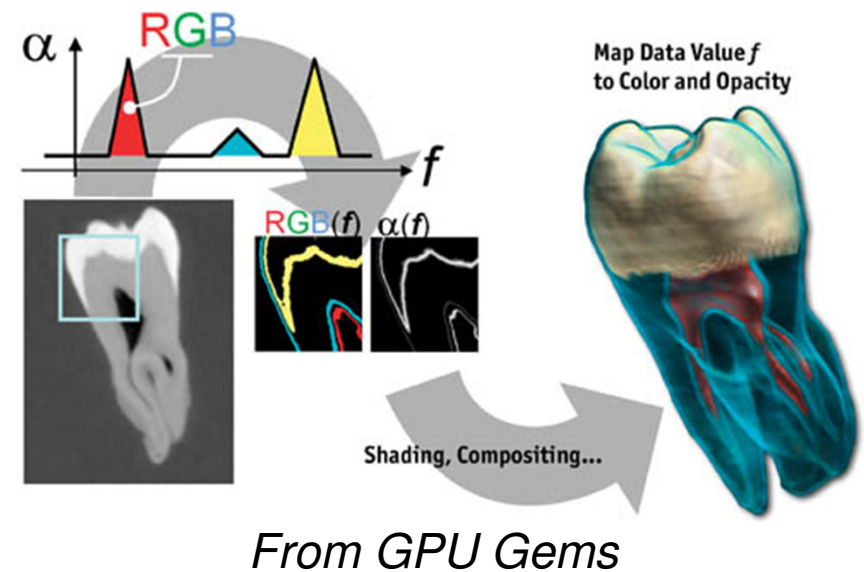 RGB
α
f
Map Data Value f
to Color and Opacity
RGB(f) α(f)
Shading, Compositing...
From GPU Gems